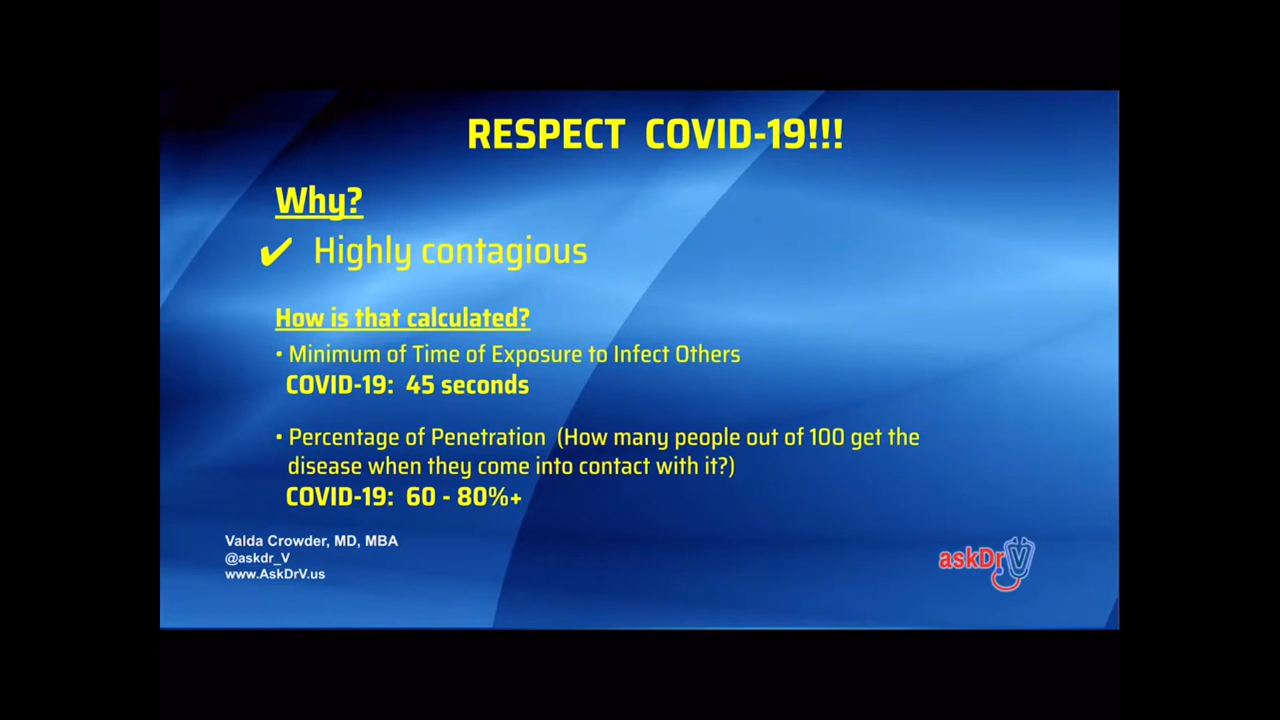 RESPECT COVID-19!!!
Why?
✔ Highly contagious
How is that calculated?
• Minimum of Time of Exposure to Infect Others
COVID-19: 45 seconds
• Percentage of Penetration (How many people out of 100 get the
disease when they come into contact with it?)
COVID-19: 60 - 80%+
Valda Crowder, MD, MBA
@askdr_V
www.AskDrV.us
askDrV